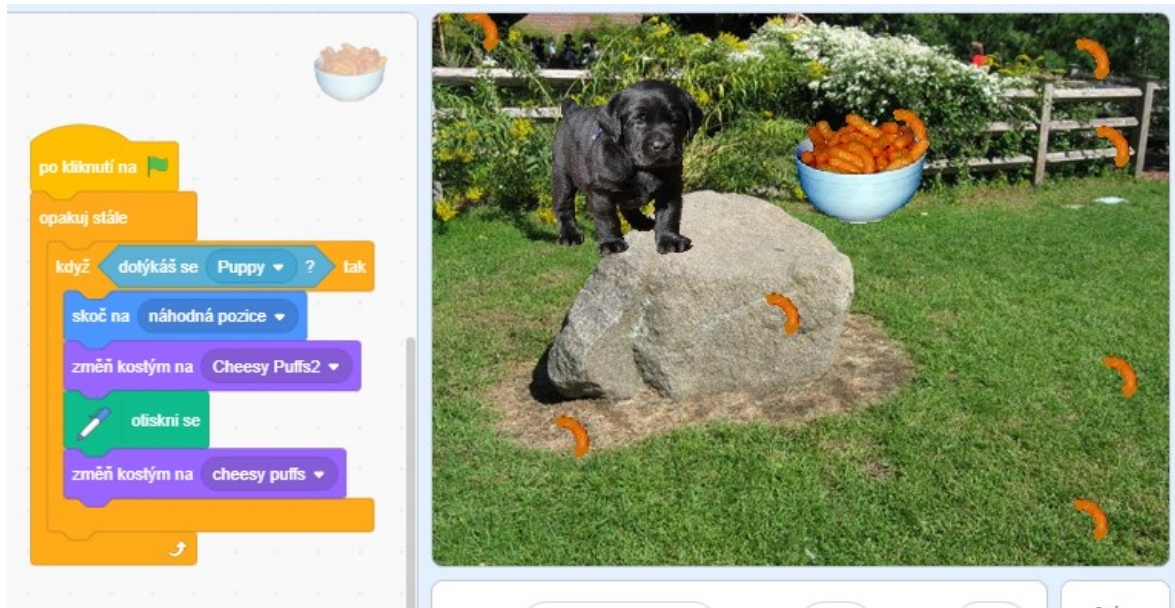 po kliknutí na
opakuj stále
když dotýkáš se Puppy ? tak
skoč na náhodná pozice
změň kostým na Cheesy Puffs2
otiskni se
změň kostým na cheesy puffs